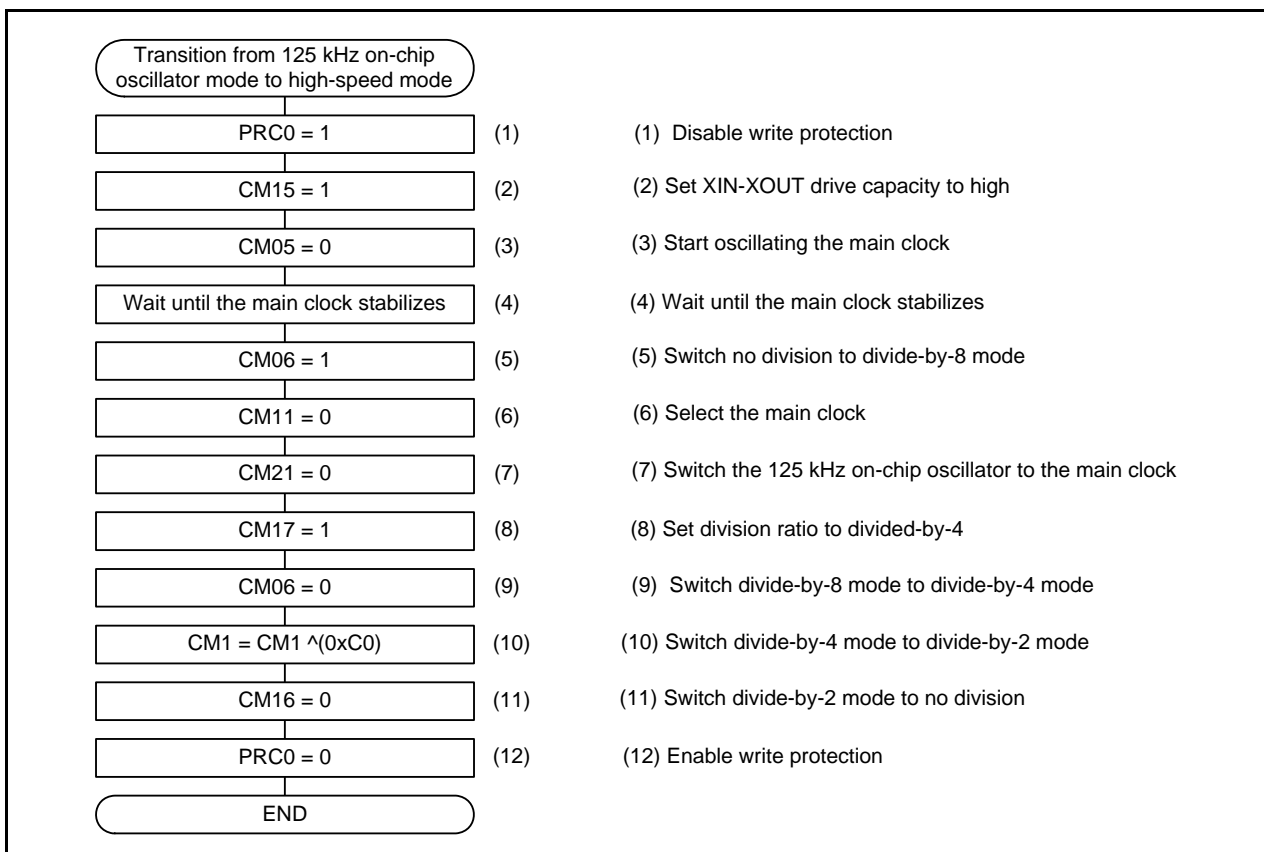 Transition from 125 kHz on-chip
oscillator mode to high-speed mode
PRC0 = 1 (1) (1) Disable write protection
CM15 = 1 (2) (2) Set XIN-XOUT drive capacity to high
CM05 = 0 (3) (3) Start oscillating the main clock
Wait until the main clock stabilizes (4) (4) Wait until the main clock stabilizes
CM06 = 1 (5) (5) Switch no division to divide-by-8 mode
CM11 = 0 (6) (6) Select the main clock
CM21 = 0 (7) (7) Switch the 125 kHz on-chip oscillator to the main clock
CM17 = 1 (8) (8) Set division ratio to divided-by-4
CM06 = 0 (9) (9) Switch divide-by-8 mode to divide-by-4 mode
CM1 = CM1 ^(0xC0) (10) (10) Switch divide-by-4 mode to divide-by-2 mode
CM16 = 0 (11) (11) Switch divide-by-2 mode to no division
PRC0 = 0 (12) (12) Enable write protection
END